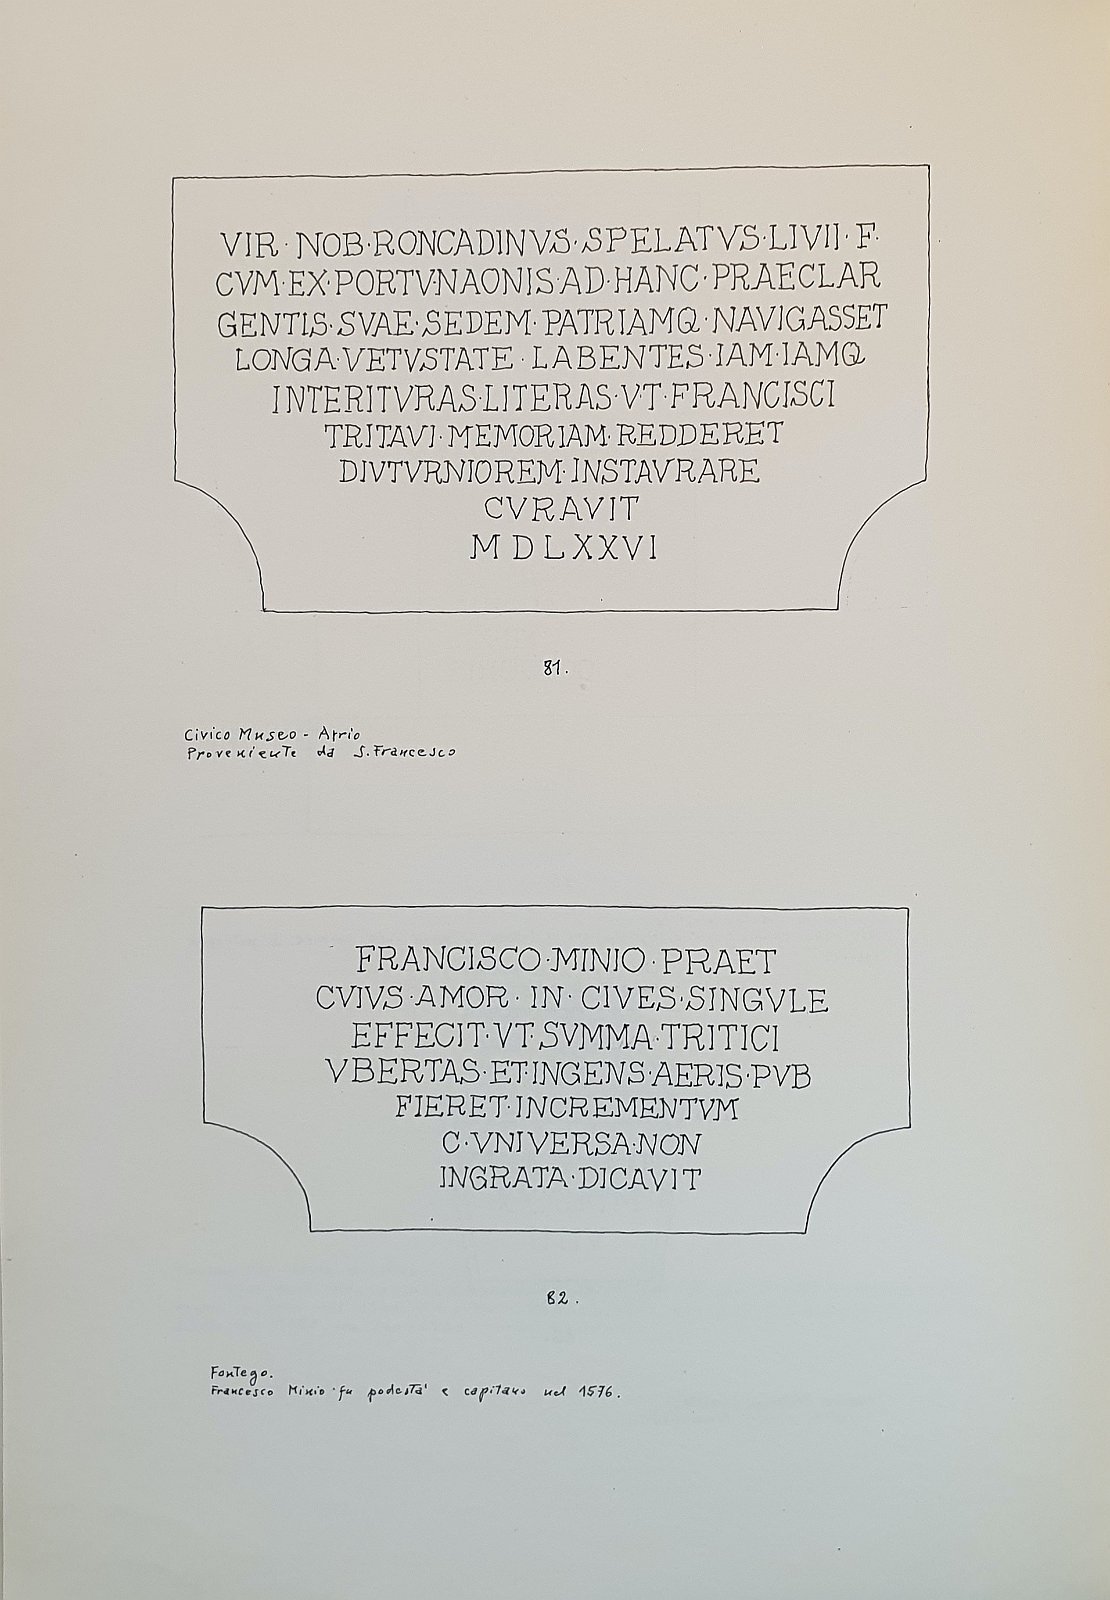 VIR · NOB · RONCADINVS · SPELATVS · LIVII · F ·
CVM · EX · PORTV · NAONIS · AD · HANC · PRAECLAR
GENTIS · SVAE · SEDEM · PATRIAMQ · NAVIGASSET
LONGA · VETVSTATE · LABENTES · IAM · IAMQ
INTERITVRAS · LITERAS · VT · FRANCISCI
TRITAVI · MEMORIAM · REDDERET
DIVTVRNIOREM · INSTAVRARE
CVRAVIT
M D L X X V I
81.
Civico Museo - Atrio
Proveniente da S. Francesco
FRANCISCO · MINIO · PRAET
CVIVS · AMOR · IN · CIVES · SINGVLE
EFFECIT · VT · SVMMA · TRITICI
VBERTAS · ET · INGENS · AERIS · PVB
FIERET · INCREMENTVM
C · VNIVERSA · NON
INGRATA · DICAVIT
82.
Fontego.
Francesco Minio fu podestà e capitano nel 1576.